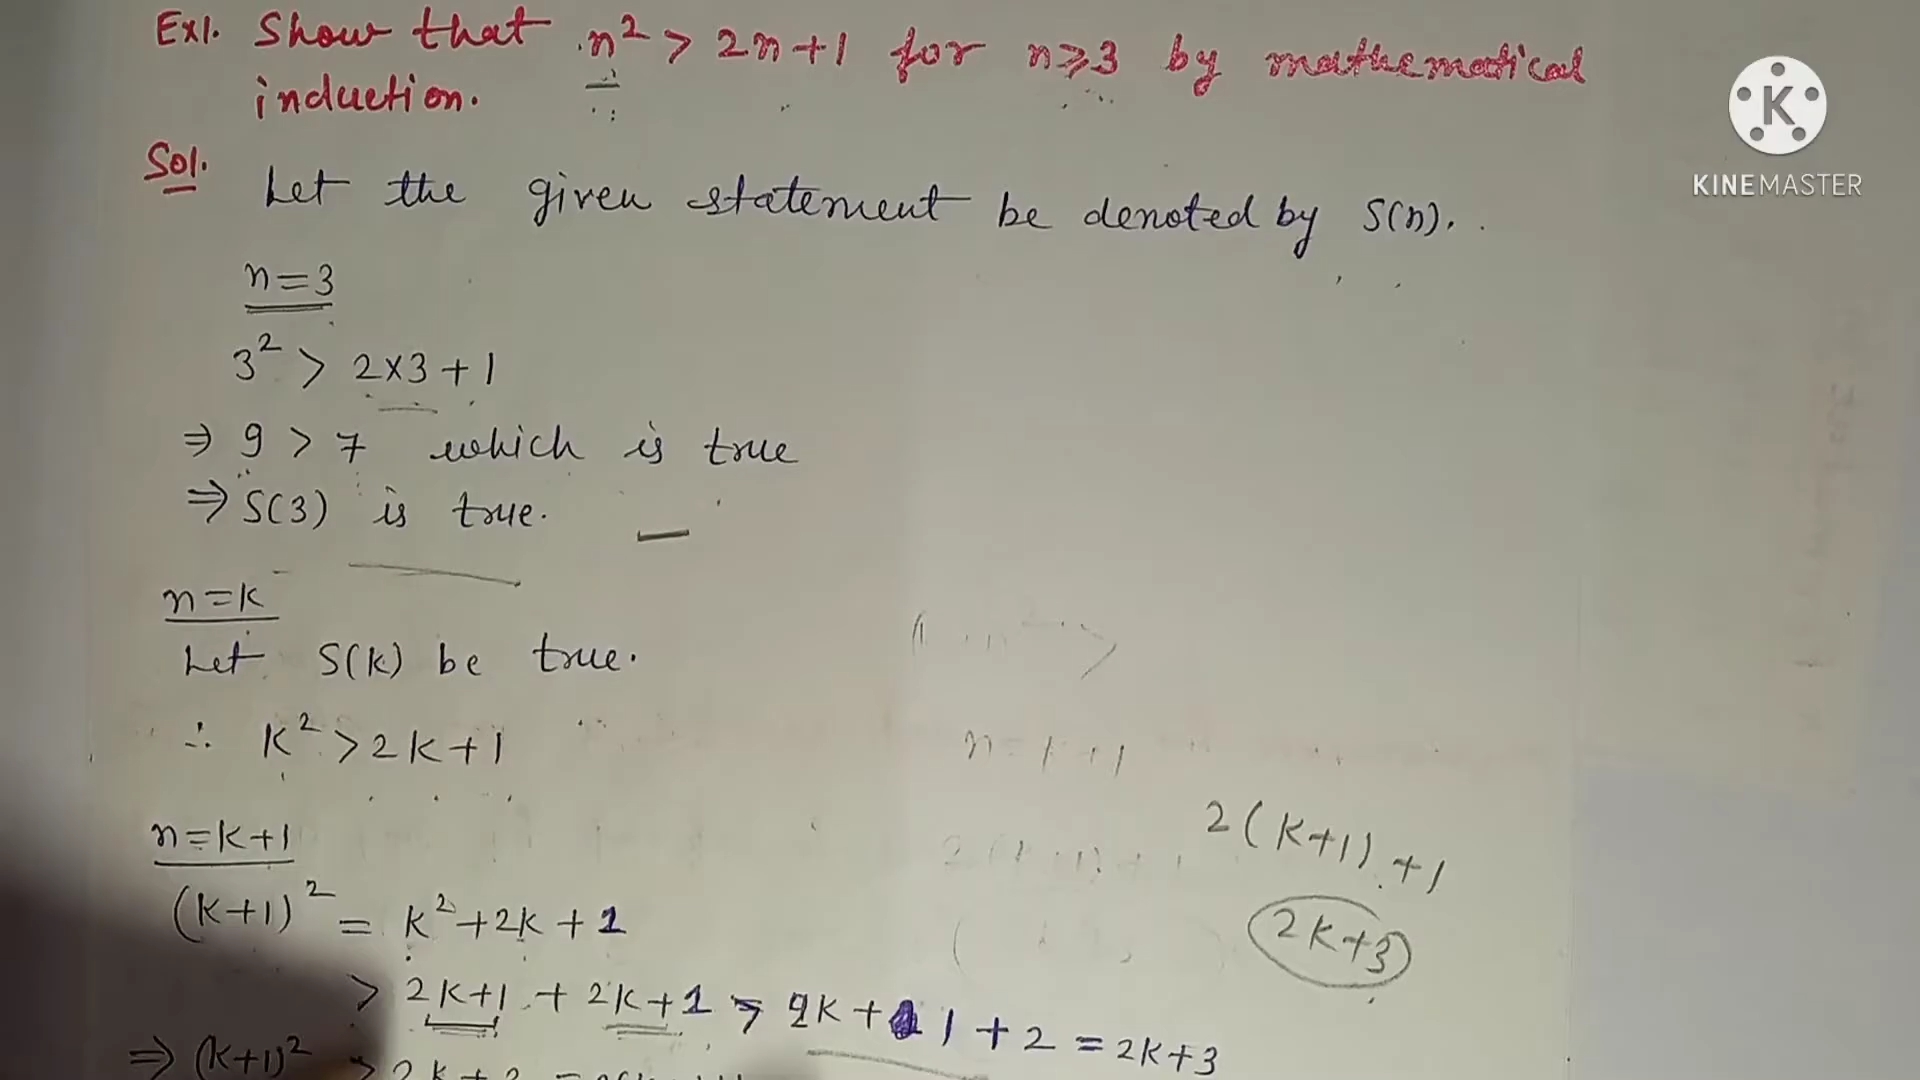 Ex1. Show that n² > 2n+1 for n≥3 by mathematical
induction.
Sol. Let the given statement be denoted by S(n).
n=3
3² > 2×3+1
⇒ 9 > 7 which is true
⇒ S(3) is true.
n=k
Let S(k) be true.
∴ k² > 2k+1
n=k+1
n=k+1
2(k+1)+1
2k+3
(k+1)² = k²+2k+1
> 2k+1 + 2k+1 > 2k+1+2 = 2k+3
⇒ (k+1)² >
K
KINEMASTER